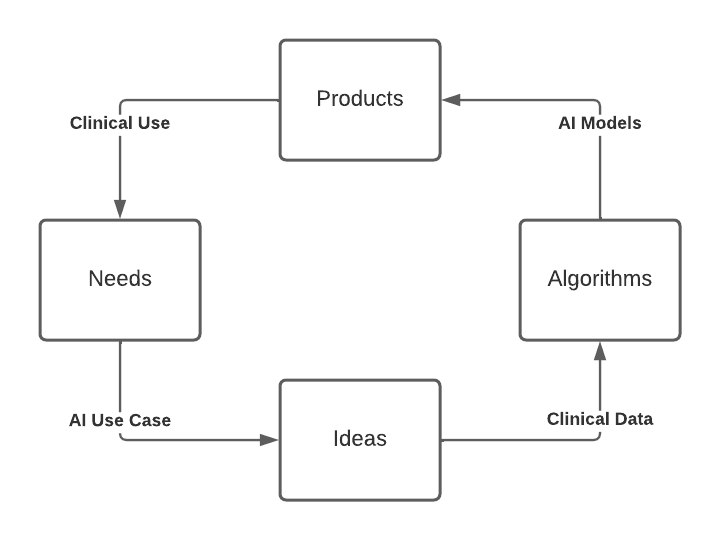 Products
Clinical Use
AI Models
Needs
Algorithms
AI Use Case
Clinical Data
Ideas